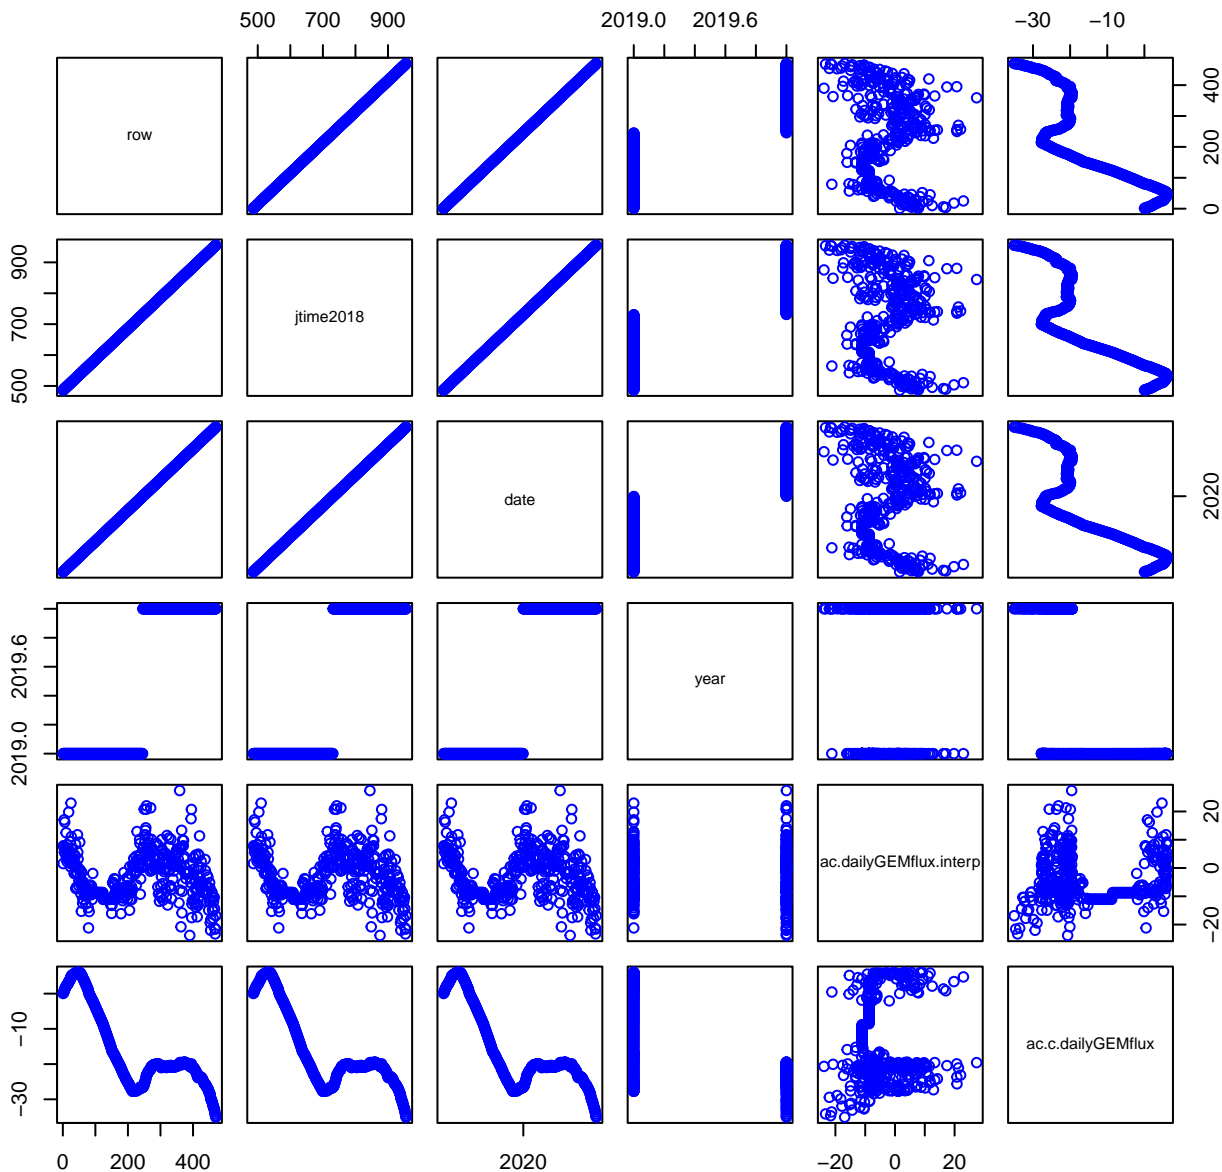 500 700 900 2019.0 2019.6 −30 −10
row
0 200 400
500 700 900
jtime2018
date
2020
2019.0 2019.6
year
ac.dailyGEMflux.interp
−20 0 20
−30 −10
ac.c.dailyGEMflux
0 200 400 2020 −20 0 20